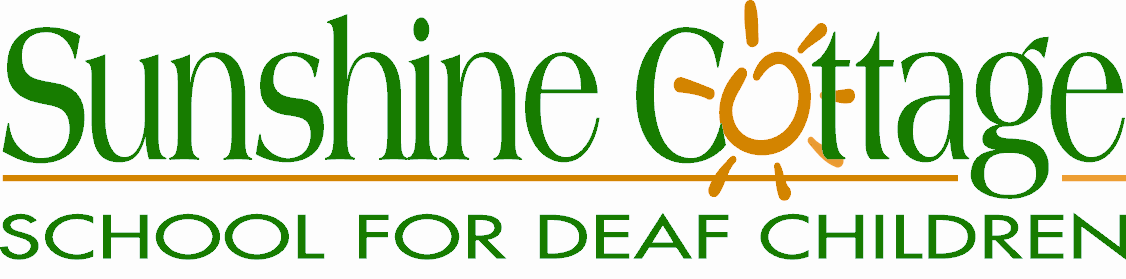 Sunshine Cottage
SCHOOL FOR DEAF CHILDREN